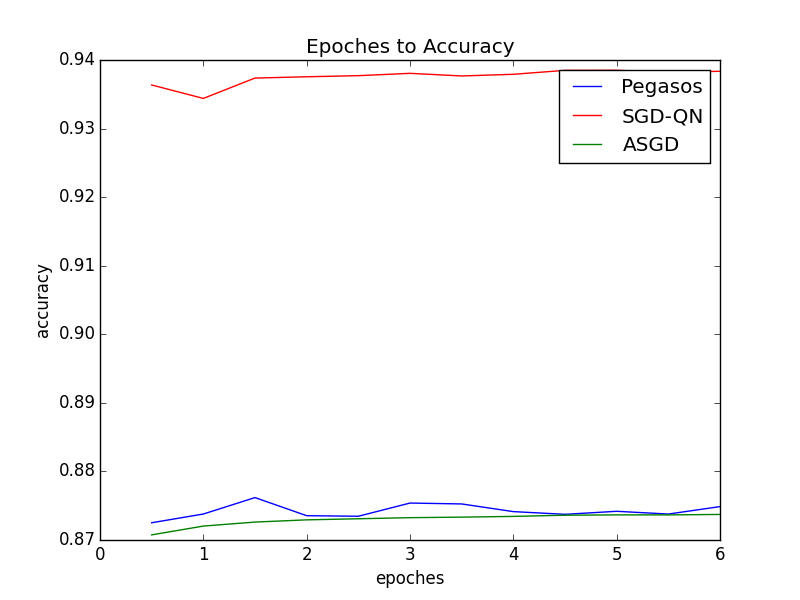 Epoches to Accuracy
0.94
0.93
0.92
0.91
0.90
0.89
0.88
0.87
accuracy
Pegasos
SGD-QN
ASGD
0 1 2 3 4 5 6
epoches